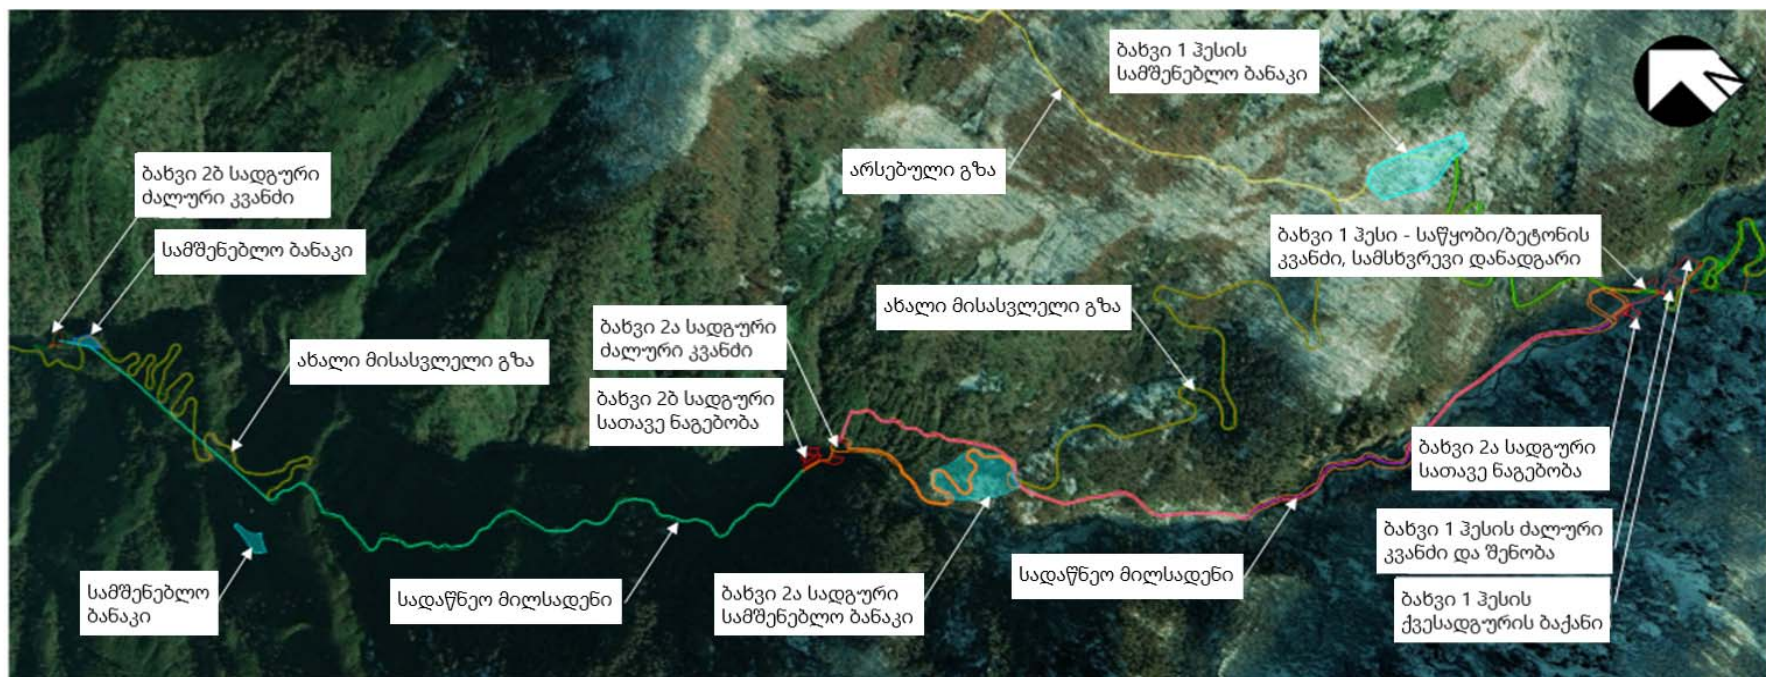 ბახვი 1 ჰესის
სამშენებლო ბანაკი
არსებული გზა
ბახვი 2ბ სადგური
ძალური კვანძი
სამშენებლო ბანაკი
ბახვი 1 ჰესი - საწყობი/ბეტონის
კვანძი, სამსხვრევი დანადგარი
ახალი მისასვლელი გზა
ბახვი 2ა სადგური
ძალური კვანძი
ახალი მისასვლელი გზა
ბახვი 2ბ სადგური
სათავე ნაგებობა
ბახვი 2ა სადგური
სათავე ნაგებობა
ბახვი 1 ჰესის ძალური
კვანძი და შენობა
სადაწნეო მილსადენი
სამშენებლო
ბანაკი
სადაწნეო მილსადენი
ბახვი 2ა სადგური
სამშენებლო ბანაკი
ბახვი 1 ჰესის
ქვესადგურის ბაქანი
N